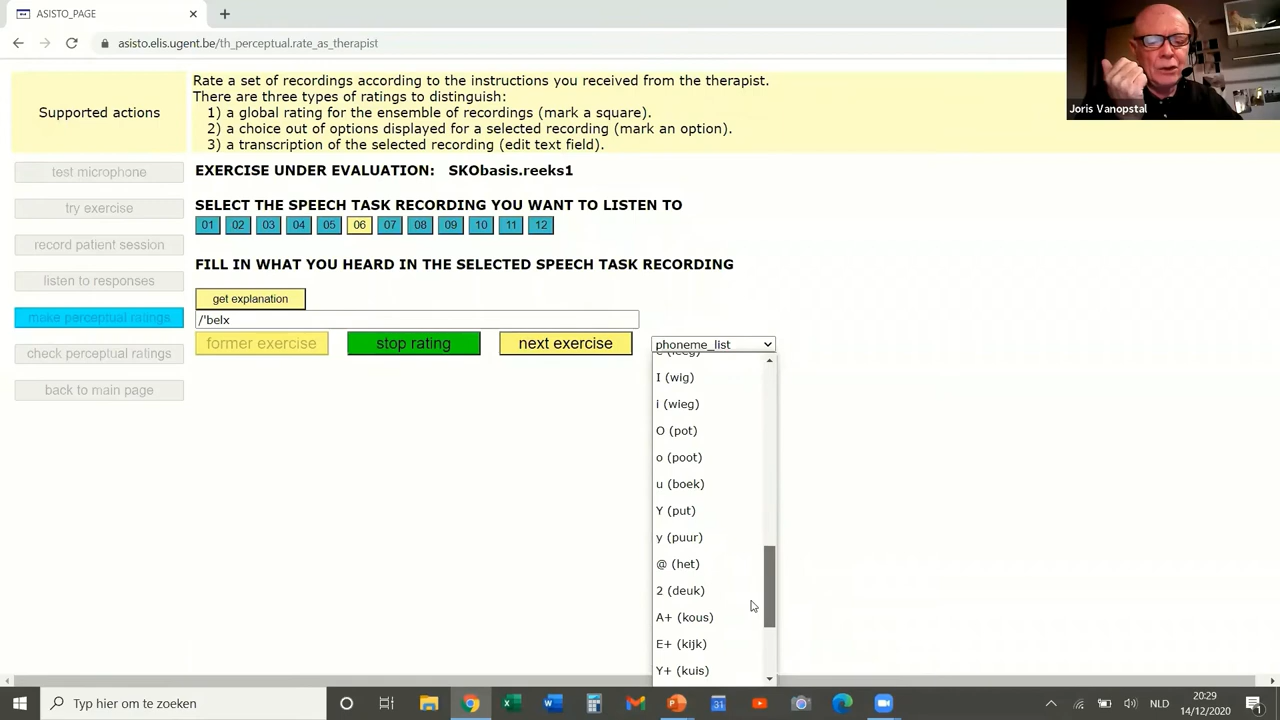 ASISTO_PAGE
asisto.elis.ugent.be/th_perceptual.rate_as_therapist
Joris Vanopstal
Supported actions
Rate a set of recordings according to the instructions you received from the therapist.
There are three types of ratings to distinguish:
1) a global rating for the ensemble of recordings (mark a square).
2) a choice out of options displayed for a selected recording (mark an option).
3) a transcription of the selected recording (edit text field).
test microphone
try exercise
record patient session
listen to responses
make perceptual ratings
check perceptual ratings
back to main page
EXERCISE UNDER EVALUATION: SKObasis.reeks1
SELECT THE SPEECH TASK RECORDING YOU WANT TO LISTEN TO
01 02 03 04 05 06 07 08 09 10 11 12
FILL IN WHAT YOU HEARD IN THE SELECTED SPEECH TASK RECORDING
get explanation
/'belx
former exercise stop rating next exercise phoneme_list
I (wig)
i (wieg)
O (pot)
o (poot)
u (boek)
Y (put)
y (puur)
@ (het)
2 (deuk)
A+ (kous)
E+ (kijk)
Y+ (kuis)
Typ hier om te zoeken
NLD
20:29
14/12/2020